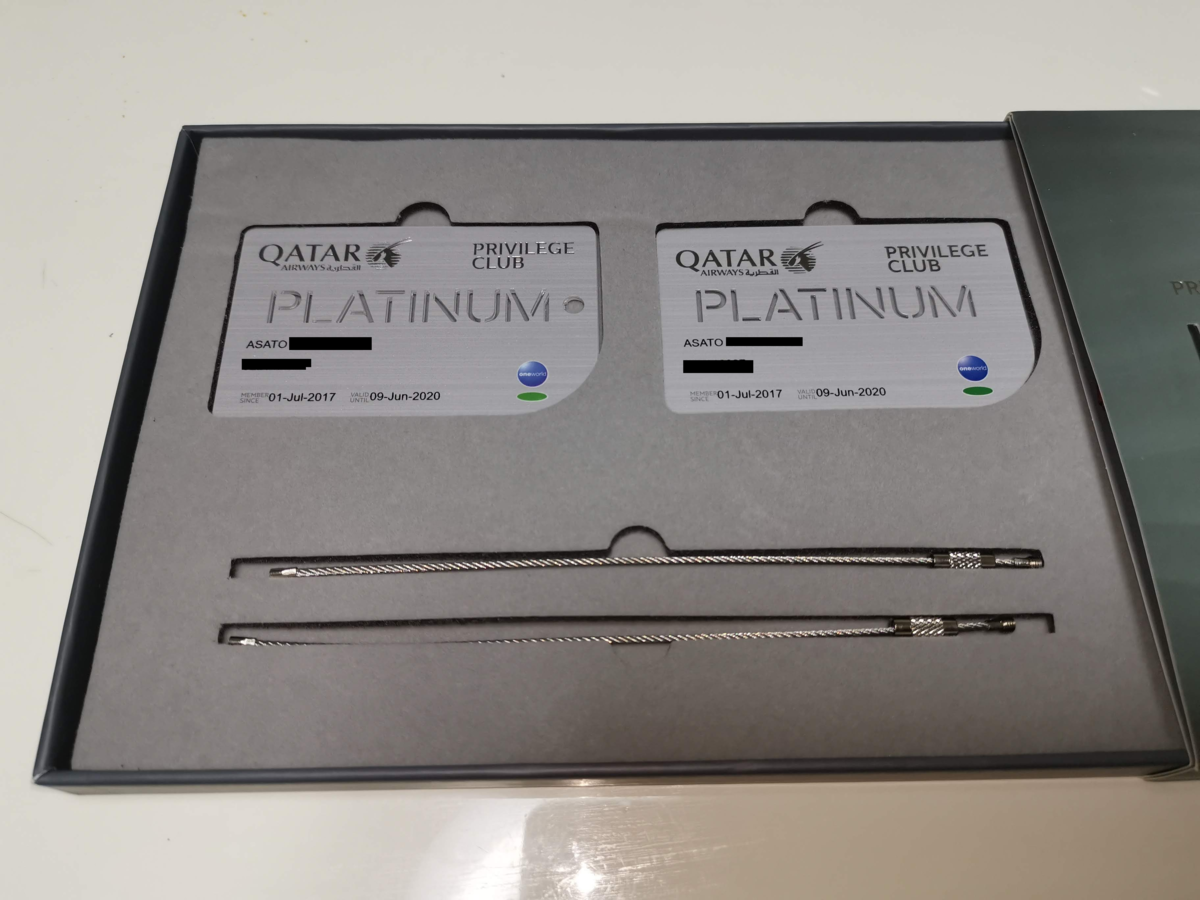 QATAR
AIRWAYS القطرية
PRIVILEGE
CLUB
PLATINUM
ASATO
oneworld
MEMBER
SINCE 01-Jul-2017
VALID
UNTIL 09-Jun-2020
QATAR
AIRWAYS القطرية
PRIVILEGE
CLUB
PLATINUM
ASATO
oneworld
MEMBER
SINCE 01-Jul-2017
VALID
UNTIL 09-Jun-2020